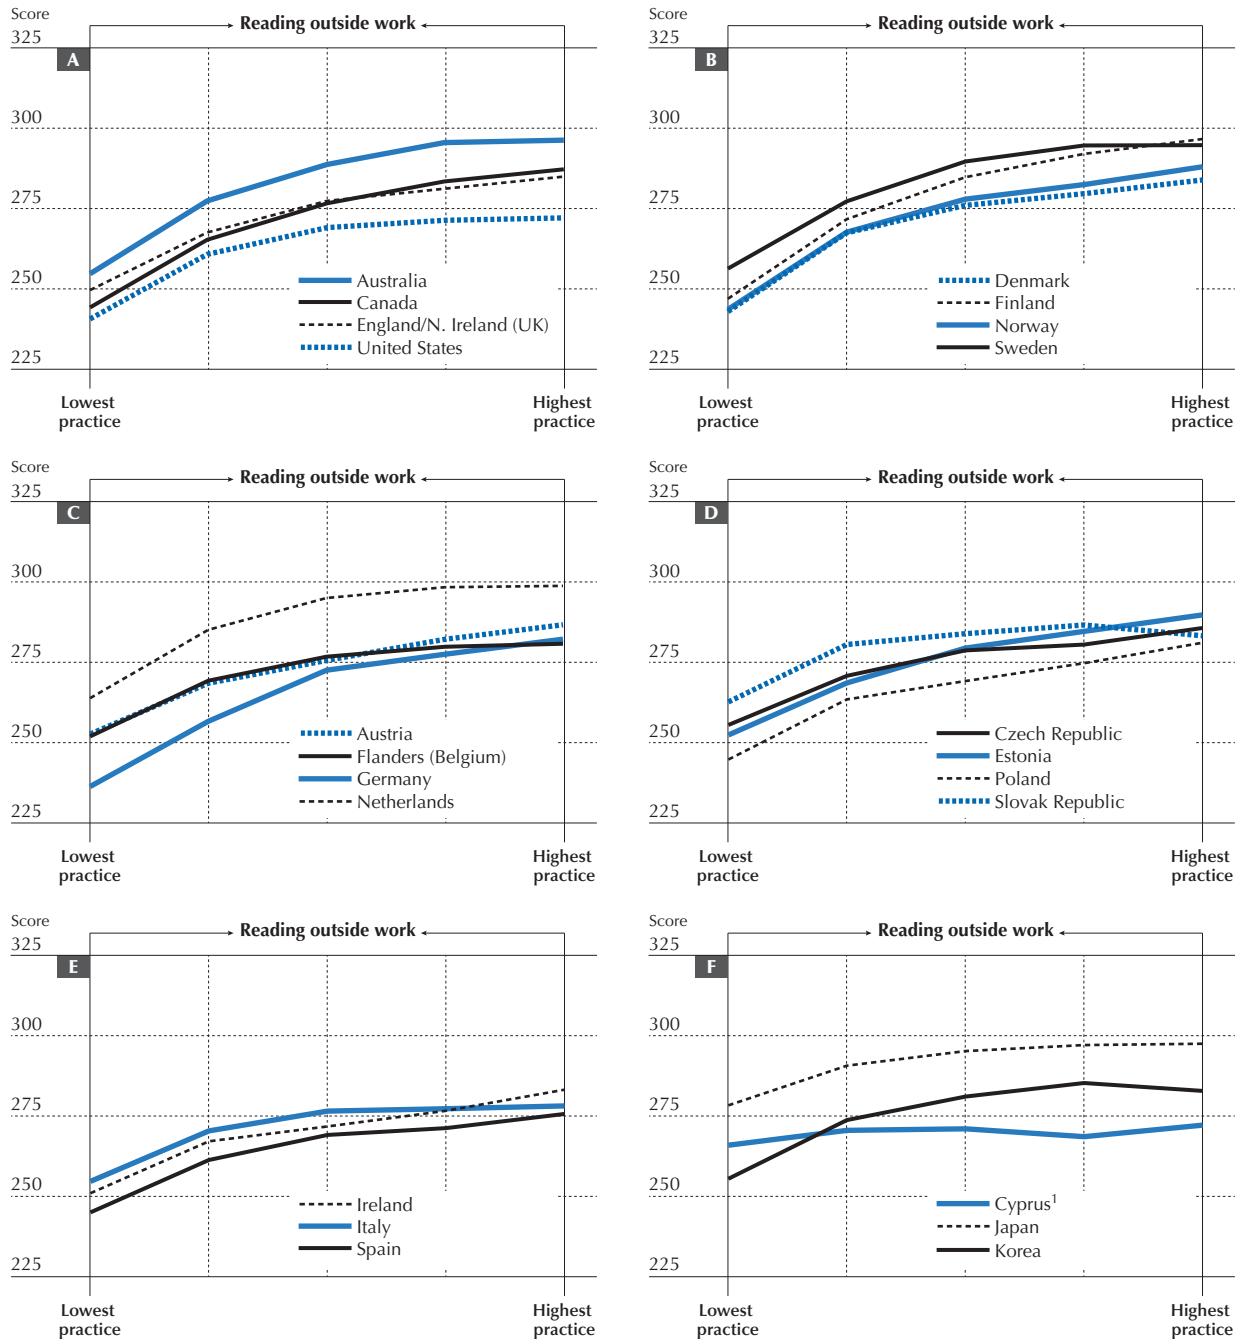 Score
Reading outside work
325
A
300
275
250
225
Australia
Canada
England/N. Ireland (UK)
United States
Lowest
practice
Highest
practice
Score
Reading outside work
325
B
300
275
250
225
Denmark
Finland
Norway
Sweden
Lowest
practice
Highest
practice
Score
Reading outside work
325
C
300
275
250
225
Austria
Flanders (Belgium)
Germany
Netherlands
Lowest
practice
Highest
practice
Score
Reading outside work
325
D
300
275
250
225
Czech Republic
Estonia
Poland
Slovak Republic
Lowest
practice
Highest
practice
Score
Reading outside work
325
E
300
275
250
225
Ireland
Italy
Spain
Lowest
practice
Highest
practice
Score
Reading outside work
325
F
300
275
250
225
Cyprus¹
Japan
Korea
Lowest
practice
Highest
practice